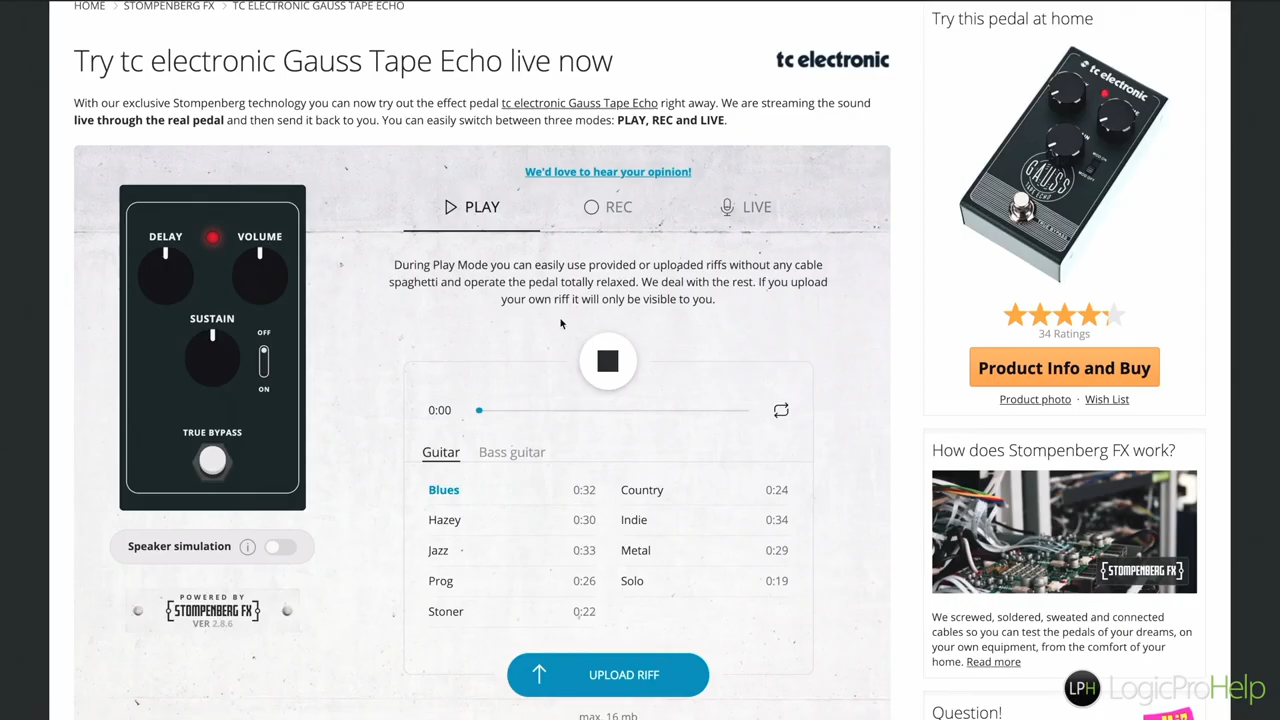 HOME > STOMPENBERG FX > TC ELECTRONIC GAUSS TAPE ECHO
Try tc electronic Gauss Tape Echo live now
tc electronic
With our exclusive Stompenberg technology you can now try out the effect pedal tc electronic Gauss Tape Echo right away. We are streaming the sound
live through the real pedal and then send it back to you. You can easily switch between three modes: PLAY, REC and LIVE.
We'd love to hear your opinion!
PLAY REC LIVE
During Play Mode you can easily use provided or uploaded riffs without any cable
spaghetti and operate the pedal totally relaxed. We deal with the rest. If you upload
your own riff it will only be visible to you.
DELAY VOLUME
SUSTAIN
OFF
ON
TRUE BYPASS
Speaker simulation i
POWERED BY
STOMPENBERG FX
VER 2.8.6
0:00
Guitar Bass guitar
Blues 0:32 Country 0:24
Hazey 0:30 Indie 0:34
Jazz 0:33 Metal 0:29
Prog 0:26 Solo 0:19
Stoner 0:22
UPLOAD RIFF
max. 16 mb
Try this pedal at home
tc electronic
GAUSS
TAPE ECHO
34 Ratings
Product Info and Buy
Product photo · Wish List
How does Stompenberg FX work?
STOMPENBERG FX
We screwed, soldered, sweated and connected
cables so you can test the pedals of your dreams, on
your own equipment, from the comfort of your
home. Read more
LPH LogicProHelp
Question!